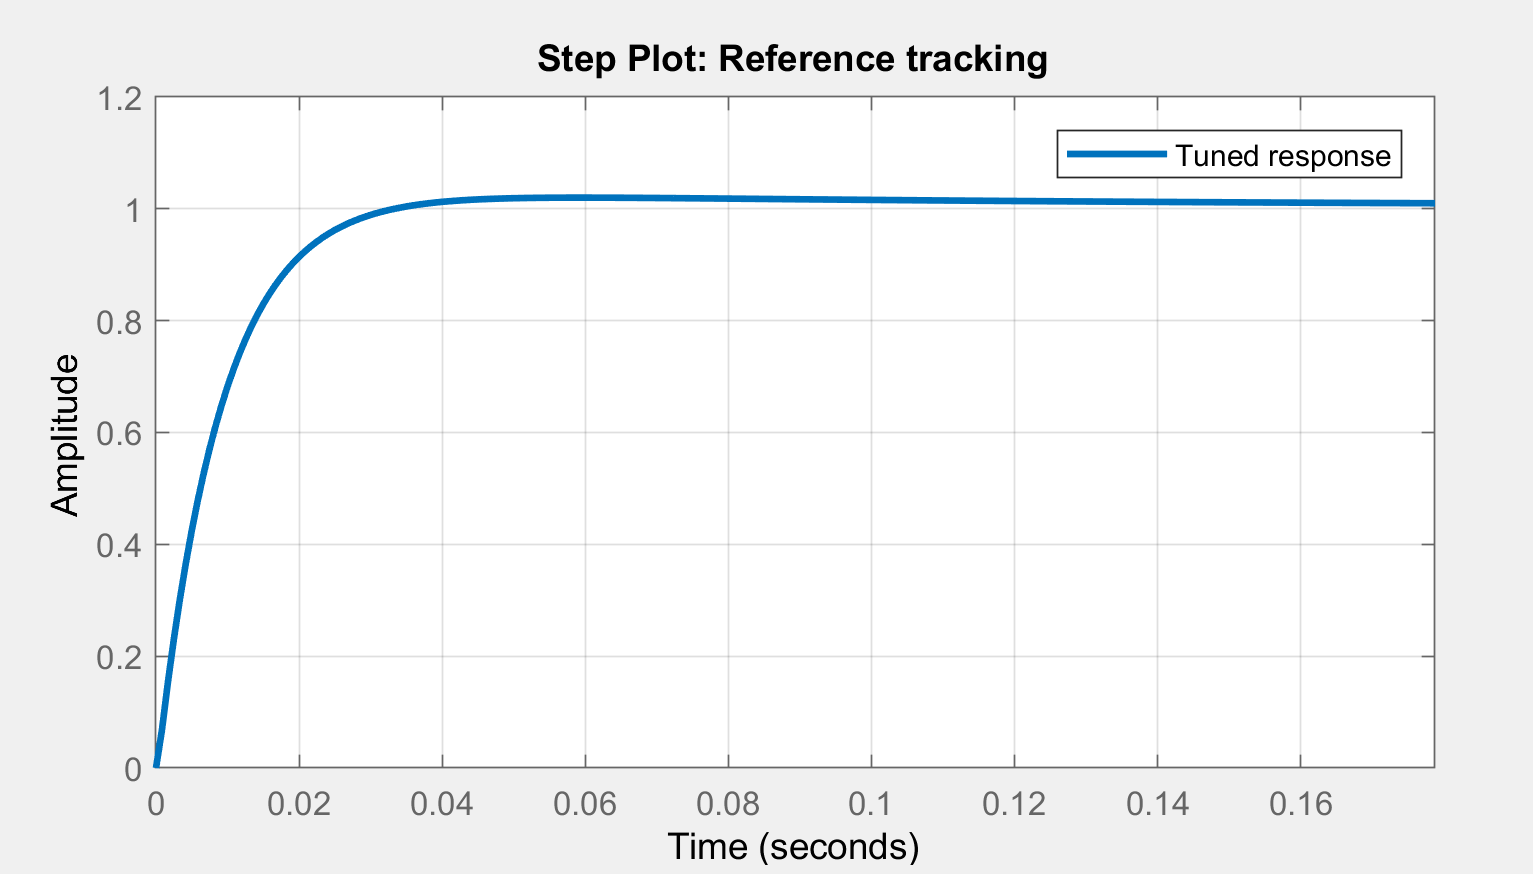 Step Plot: Reference tracking
1.2
Tuned response
1
0.8
0.6
0.4
0.2
0
Amplitude
0 0.02 0.04 0.06 0.08 0.1 0.12 0.14 0.16
Time (seconds)